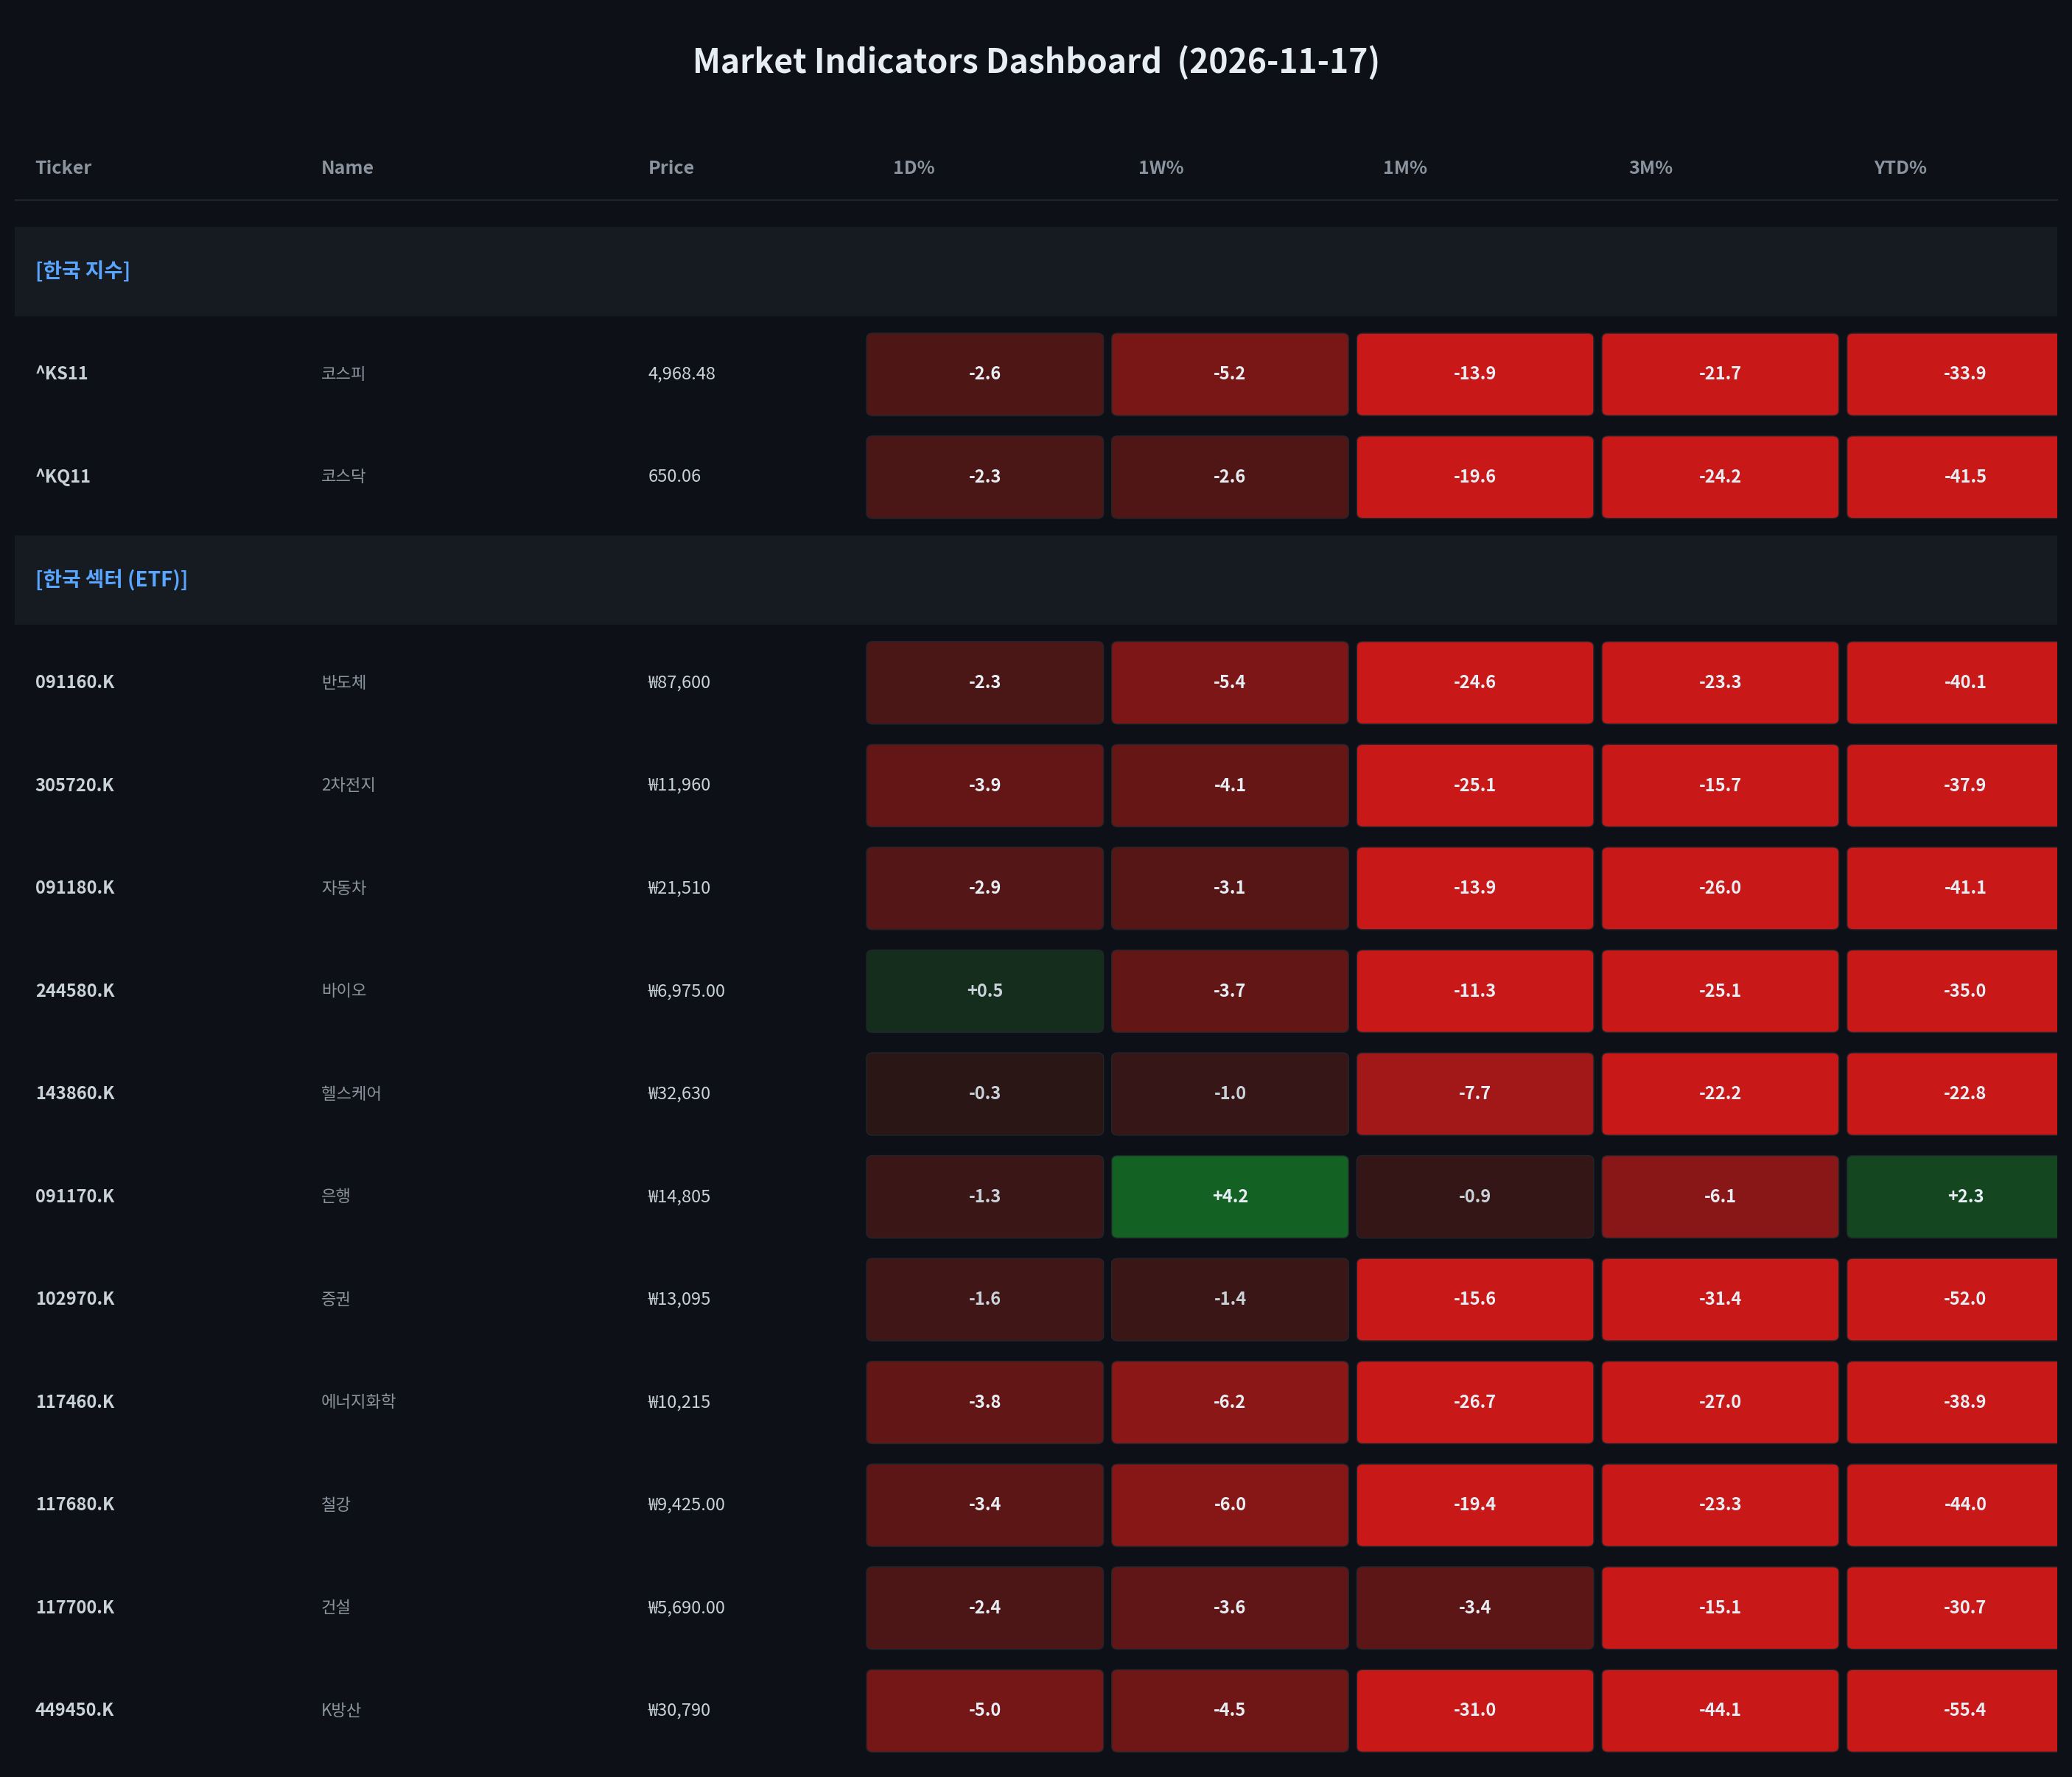 Market Indicators Dashboard (2026-11-17)
Ticker Name Price 1D% 1W% 1M% 3M% YTD%
[한국 지수]
^KS11 코스피 4,968.48 -2.6 -5.2 -13.9 -21.7 -33.9
^KQ11 코스닥 650.06 -2.3 -2.6 -19.6 -24.2 -41.5
[한국 섹터 (ETF)]
091160.K 반도체 ₩87,600 -2.3 -5.4 -24.6 -23.3 -40.1
305720.K 2차전지 ₩11,960 -3.9 -4.1 -25.1 -15.7 -37.9
091180.K 자동차 ₩21,510 -2.9 -3.1 -13.9 -26.0 -41.1
244580.K 바이오 ₩6,975.00 +0.5 -3.7 -11.3 -25.1 -35.0
143860.K 헬스케어 ₩32,630 -0.3 -1.0 -7.7 -22.2 -22.8
091170.K 은행 ₩14,805 -1.3 +4.2 -0.9 -6.1 +2.3
102970.K 증권 ₩13,095 -1.6 -1.4 -15.6 -31.4 -52.0
117460.K 에너지화학 ₩10,215 -3.8 -6.2 -26.7 -27.0 -38.9
117680.K 철강 ₩9,425.00 -3.4 -6.0 -19.4 -23.3 -44.0
117700.K 건설 ₩5,690.00 -2.4 -3.6 -3.4 -15.1 -30.7
449450.K K방산 ₩30,790 -5.0 -4.5 -31.0 -44.1 -55.4